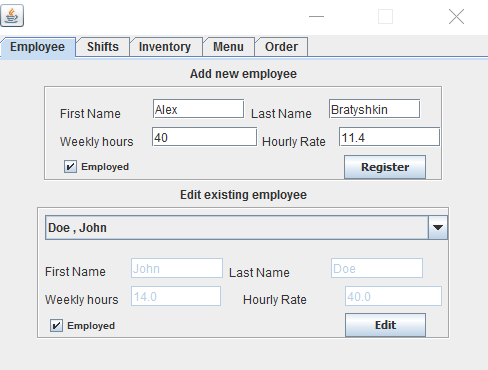 Employee Shifts Inventory Menu Order
Add new employee
First Name Alex Last Name Bratyshkin
Weekly hours 40 Hourly Rate 11.4
Employed Register
Edit existing employee
Doe , John
First Name John Last Name Doe
Weekly hours 14.0 Hourly Rate 40.0
Employed Edit